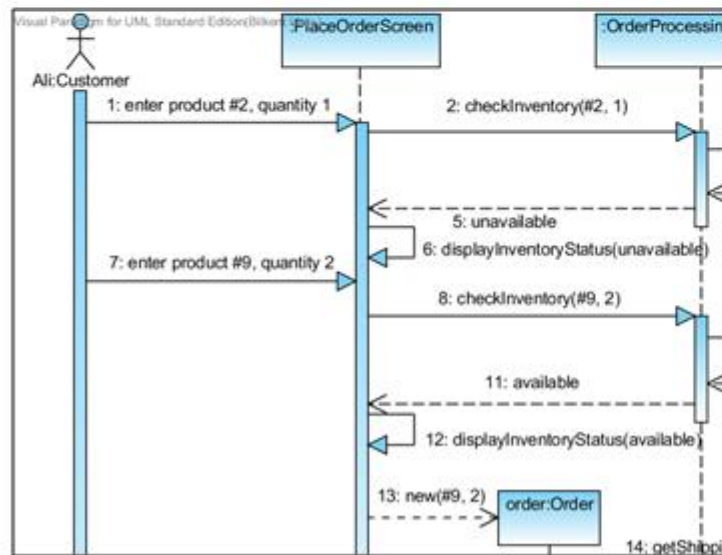 Visual Paradigm for UML Standard Edition(Bilkent
:PlaceOrderScreen
:OrderProcessin
Ali:Customer
1: enter product #2, quantity 1
2: checkInventory(#2, 1)
5: unavailable
6: displayInventoryStatus(unavailable)
7: enter product #9, quantity 2
8: checkInventory(#9, 2)
11: available
12: displayInventoryStatus(available)
13: new(#9, 2)
order:Order
14: getShippi